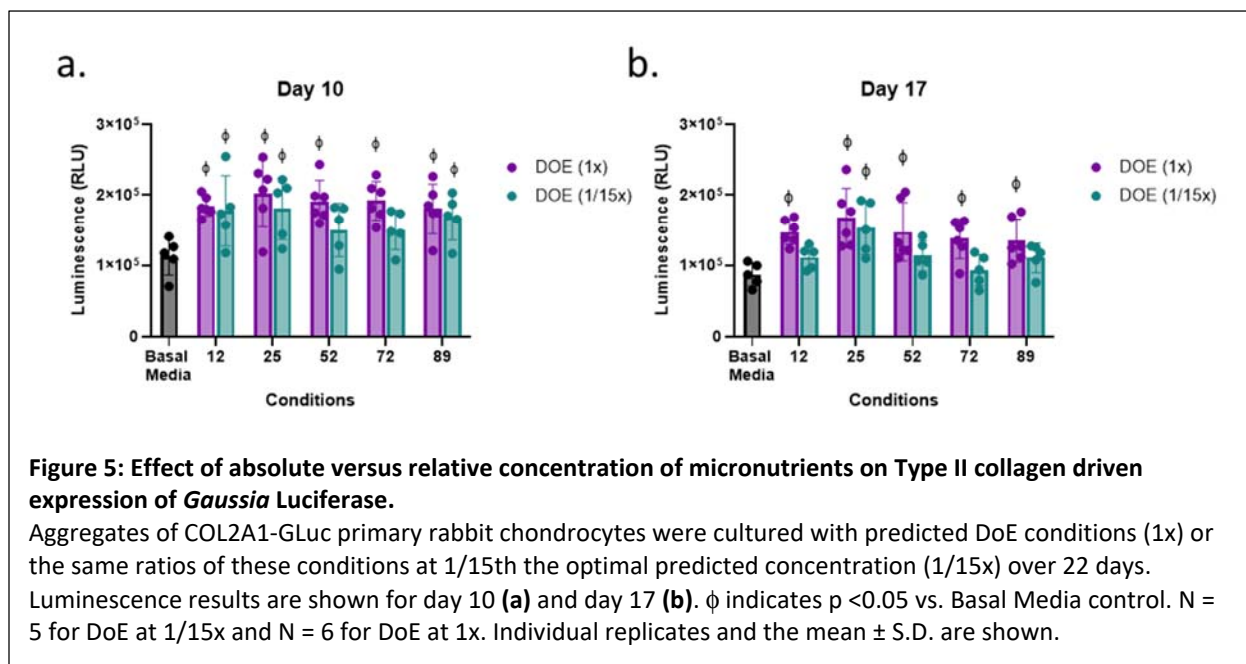 a.
Day 10
Luminescence (RLU)
3×10⁵
2×10⁵
1×10⁵
0
ϕ ϕ ϕ ϕ ϕ ϕ ϕ ϕ
DOE (1x)
DOE (1/15x)
Basal Media 12 25 52 72 89
Conditions
b.
Day 17
Luminescence (RLU)
3×10⁵
2×10⁵
1×10⁵
0
ϕ ϕ ϕ ϕ ϕ ϕ
DOE (1x)
DOE (1/15x)
Basal Media 12 25 52 72 89
Conditions
Figure 5: Effect of absolute versus relative concentration of micronutrients on Type II collagen driven
expression of Gaussia Luciferase.
Aggregates of COL2A1-GLuc primary rabbit chondrocytes were cultured with predicted DoE conditions (1x) or
the same ratios of these conditions at 1/15th the optimal predicted concentration (1/15x) over 22 days.
Luminescence results are shown for day 10 (a) and day 17 (b). ϕ indicates p <0.05 vs. Basal Media control. N =
5 for DoE at 1/15x and N = 6 for DoE at 1x. Individual replicates and the mean ± S.D. are shown.